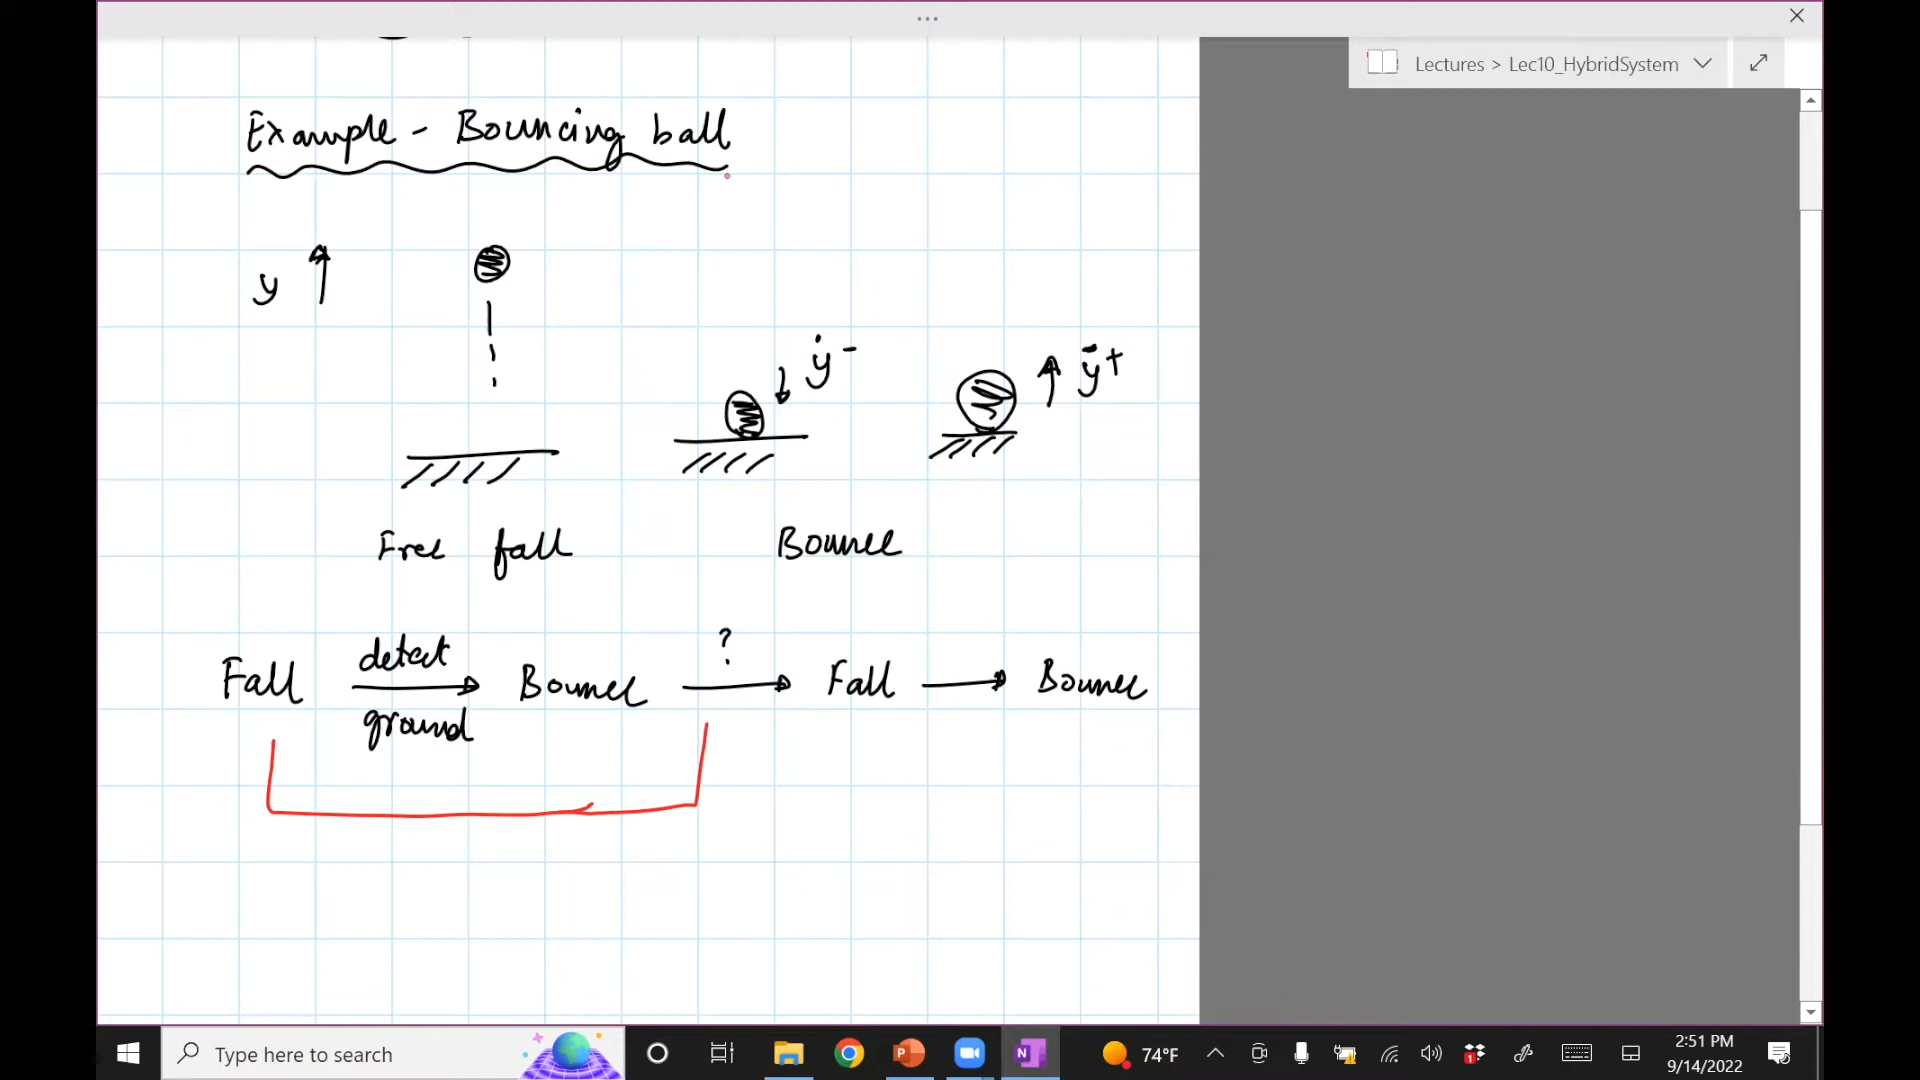 Lectures > Lec10_HybridSystem
Example - Bouncing ball
y
ẏ⁻
ẏ⁺
Free fall
Bounce
Fall detect ground Bounce ? Fall Bounce
Type here to search
74°F
1
2:51 PM
9/14/2022